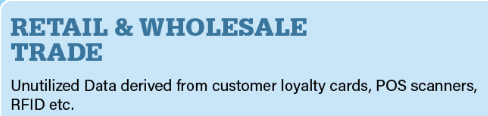 RETAIL & WHOLESALE
TRADE
Unutilized Data derived from customer loyalty cards, POS scanners,
RFID etc.